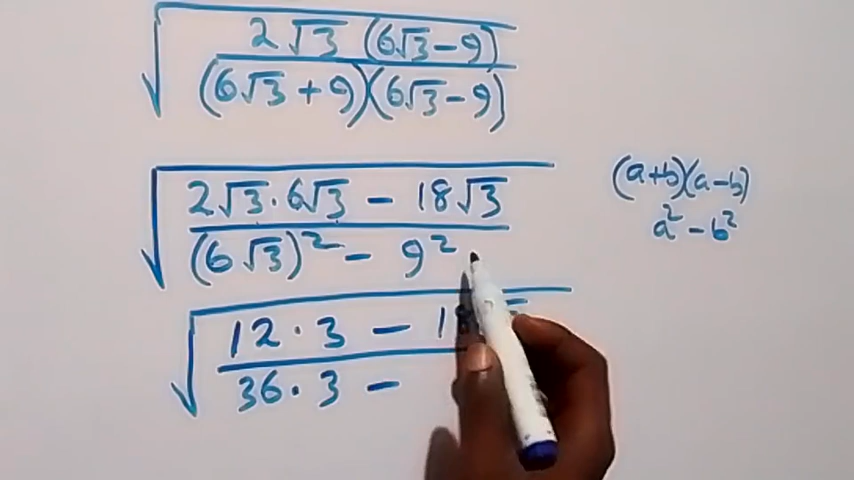 √(2√3 (6√3 – 9) / (6√3 + 9)(6√3 – 9))
√(2√3 · 6√3 – 18√3 / (6√3)² – 9²)
(a+b)(a–b)
a² – b²
√(12 · 3 – 1 / 36 · 3 –)